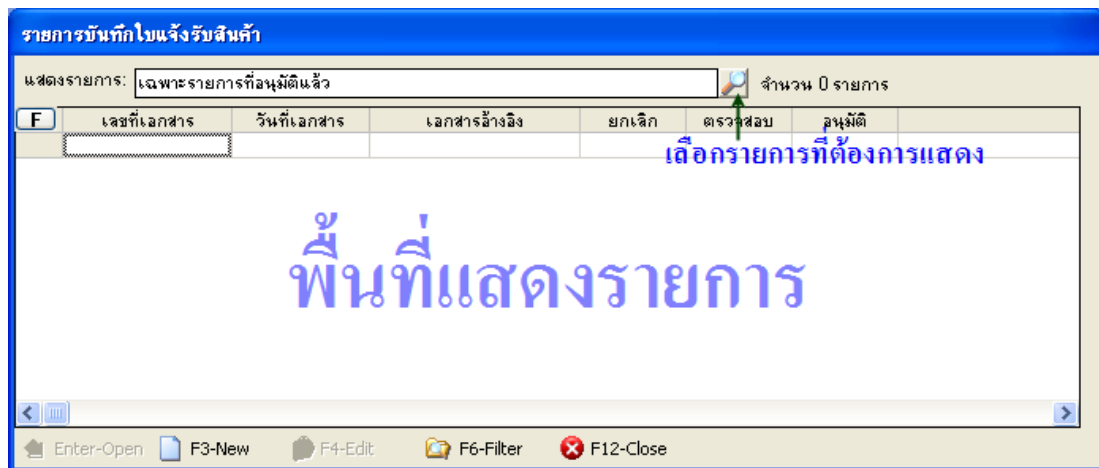 รายการบันทึกใบแจ้งรับสินค้า
แสดงรายการ: เฉพาะรายการที่อนุมัติแล้ว จำนวน 0 รายการ
F เลขที่เอกสาร วันที่เอกสาร เอกสารอ้างอิง ยกเลิก ตรวจสอบ อนุมัติ
เลือกรายการที่ต้องการแสดง
พื้นที่แสดงรายการ
Enter-Open F3-New F4-Edit F6-Filter F12-Close